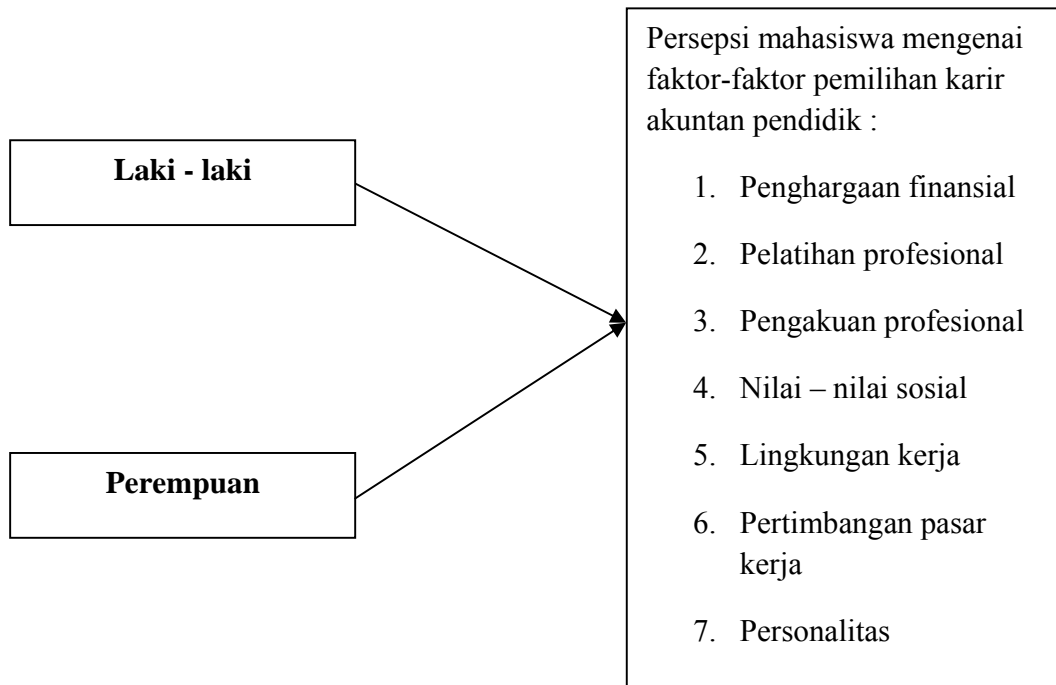 Laki - laki
Perempuan
Persepsi mahasiswa mengenai
faktor-faktor pemilihan karir
akuntan pendidik :
1. Penghargaan finansial
2. Pelatihan profesional
3. Pengakuan profesional
4. Nilai – nilai sosial
5. Lingkungan kerja
6. Pertimbangan pasar
kerja
7. Personalitas